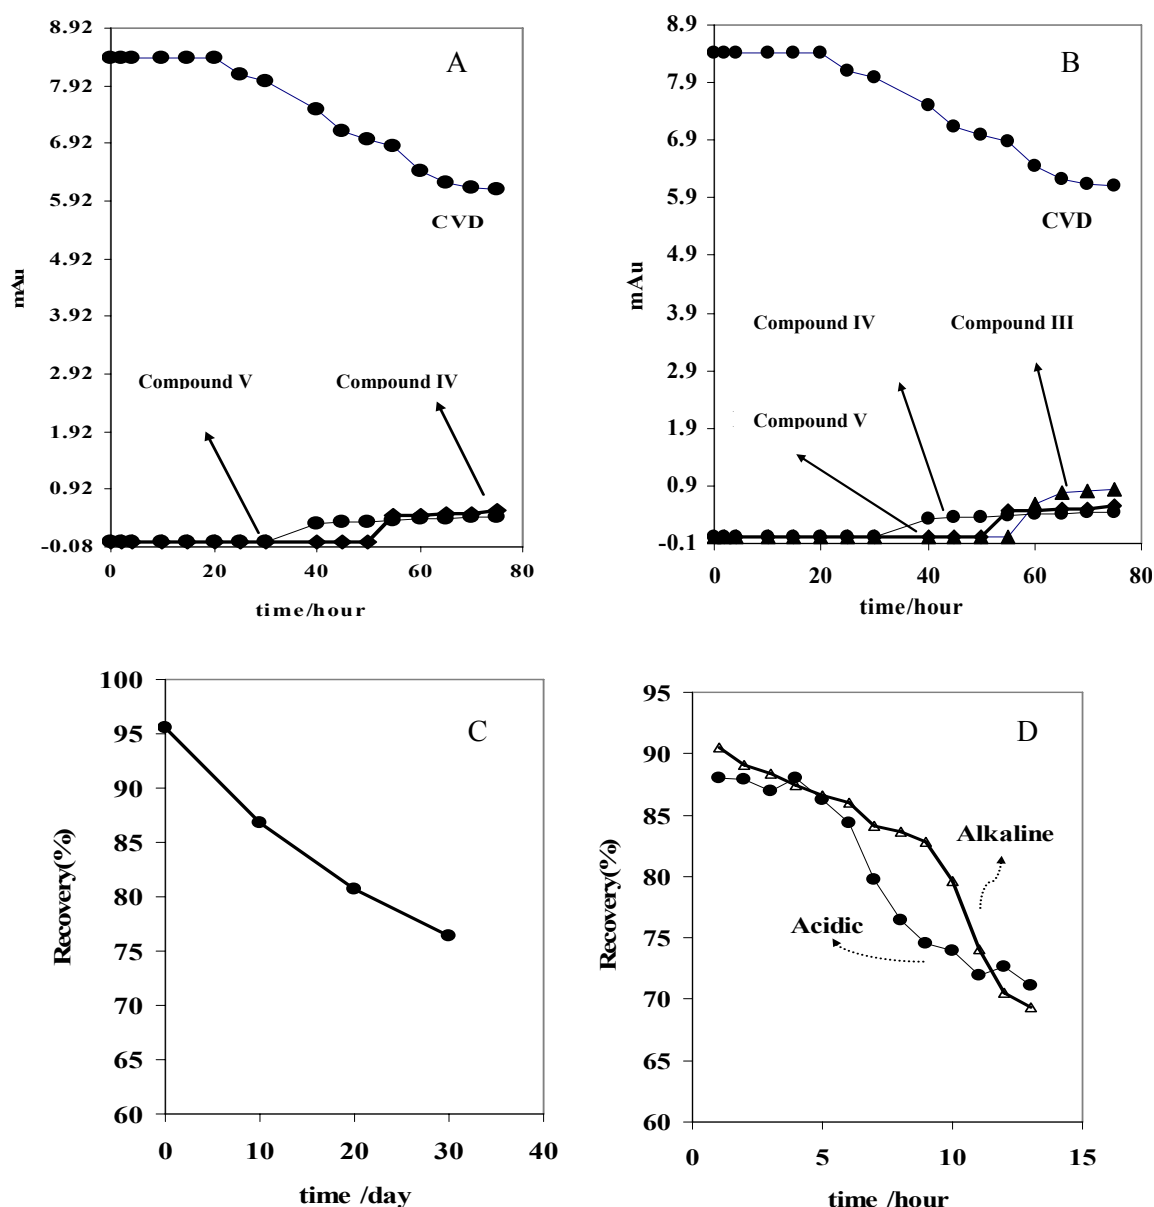 A
8.92
7.92
6.92
5.92
4.92
3.92
2.92
1.92
0.92
-0.08
mAu
CVD
Compound V
Compound IV
0
20
40
60
80
time/hour
B
8.9
7.9
6.9
5.9
4.9
3.9
2.9
1.9
0.9
-0.1
mAu
CVD
Compound IV
Compound III
Compound V
0
20
40
60
80
time/hour
C
100
95
90
85
80
75
70
65
60
Recovery(%)
0
10
20
30
40
time /day
D
95
90
85
80
75
70
65
60
Recovery(%)
Alkaline
Acidic
0
5
10
15
time /hour